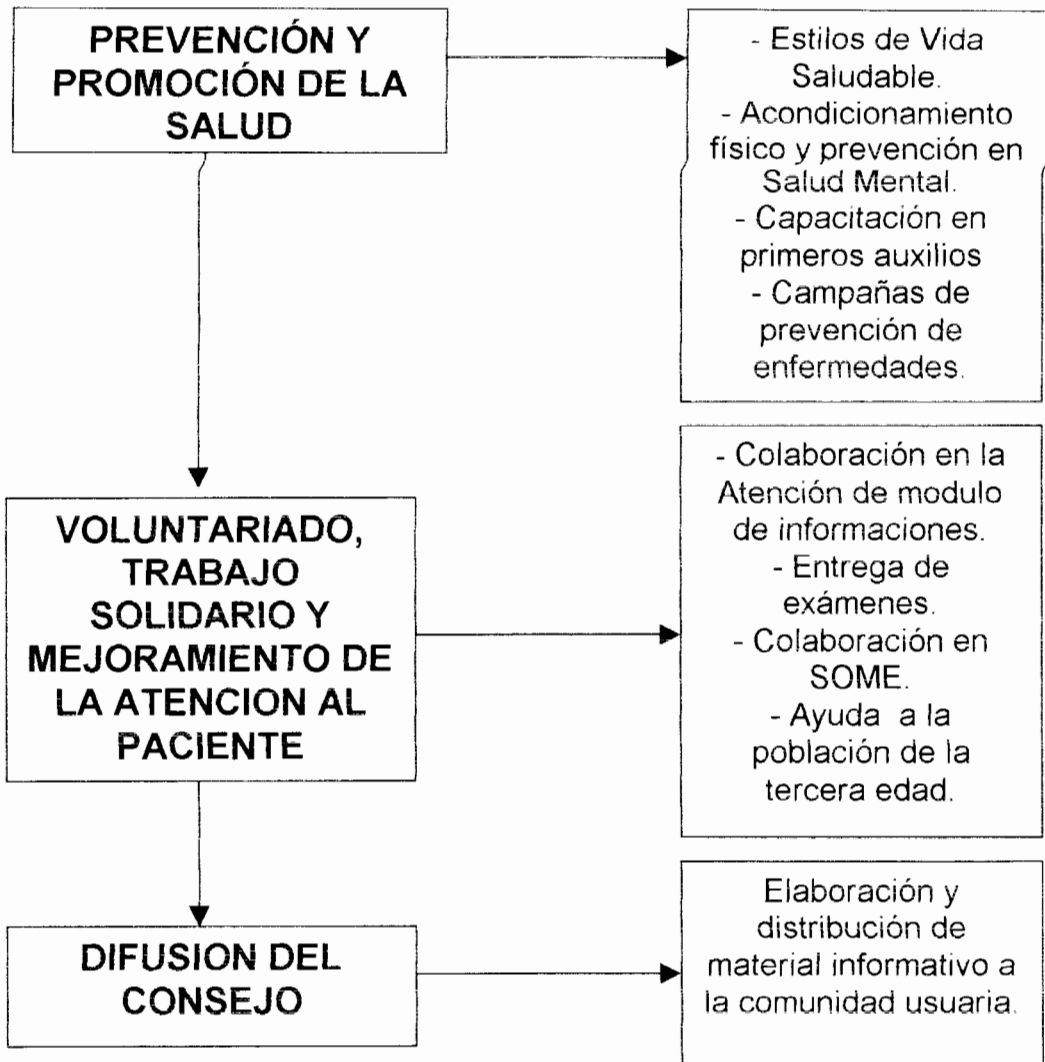 PREVENCIÓN Y
PROMOCIÓN DE LA
SALUD
- Estilos de Vida
Saludable.
- Acondicionamiento
físico y prevención en
Salud Mental.
- Capacitación en
primeros auxilios
- Campañas de
prevención de
enfermedades.
VOLUNTARIADO,
TRABAJO
SOLIDARIO Y
MEJORAMIENTO DE
LA ATENCION AL
PACIENTE
- Colaboración en la
Atención de modulo
de informaciones.
- Entrega de
exámenes.
- Colaboración en
SOME.
- Ayuda a la
población de la
tercera edad.
DIFUSION DEL
CONSEJO
Elaboración y
distribución de
material informativo a
la comunidad usuaria.